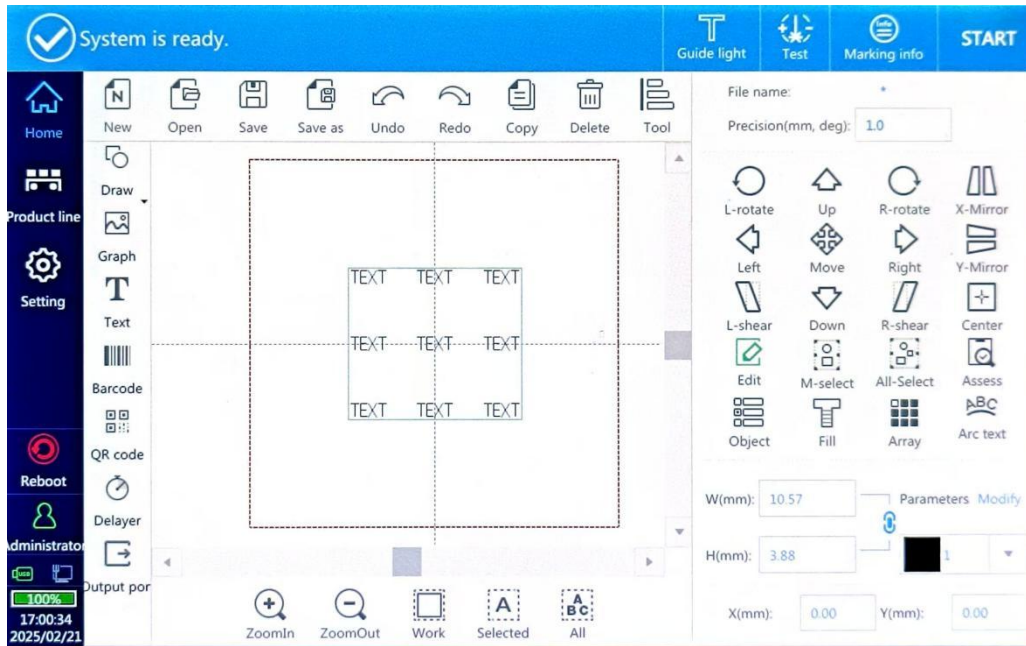 System is ready.
Guide light
Test
Marking info
START
Home
Product line
Setting
Reboot
Administrato
100%
17:00:34
2025/02/21
N
New
Open
Save
Save as
Undo
Redo
Copy
Delete
Tool
Draw
Graph
T
Text
Barcode
QR code
Delayer
Output por
TEXT TEXT TEXT
TEXT TEXT TEXT
TEXT TEXT TEXT
ZoomIn
ZoomOut
Work
A
Selected
A
B C
All
File name: *
Precision(mm, deg): 1.0
L-rotate Up R-rotate X-Mirror
Left Move Right Y-Mirror
L-shear Down R-shear Center
Edit M-select All-Select Assess
ABC
Object Fill Array Arc text
W(mm): 10.57 Parameters Modify
H(mm): 3.88 1
X(mm): 0.00 Y(mm): 0.00